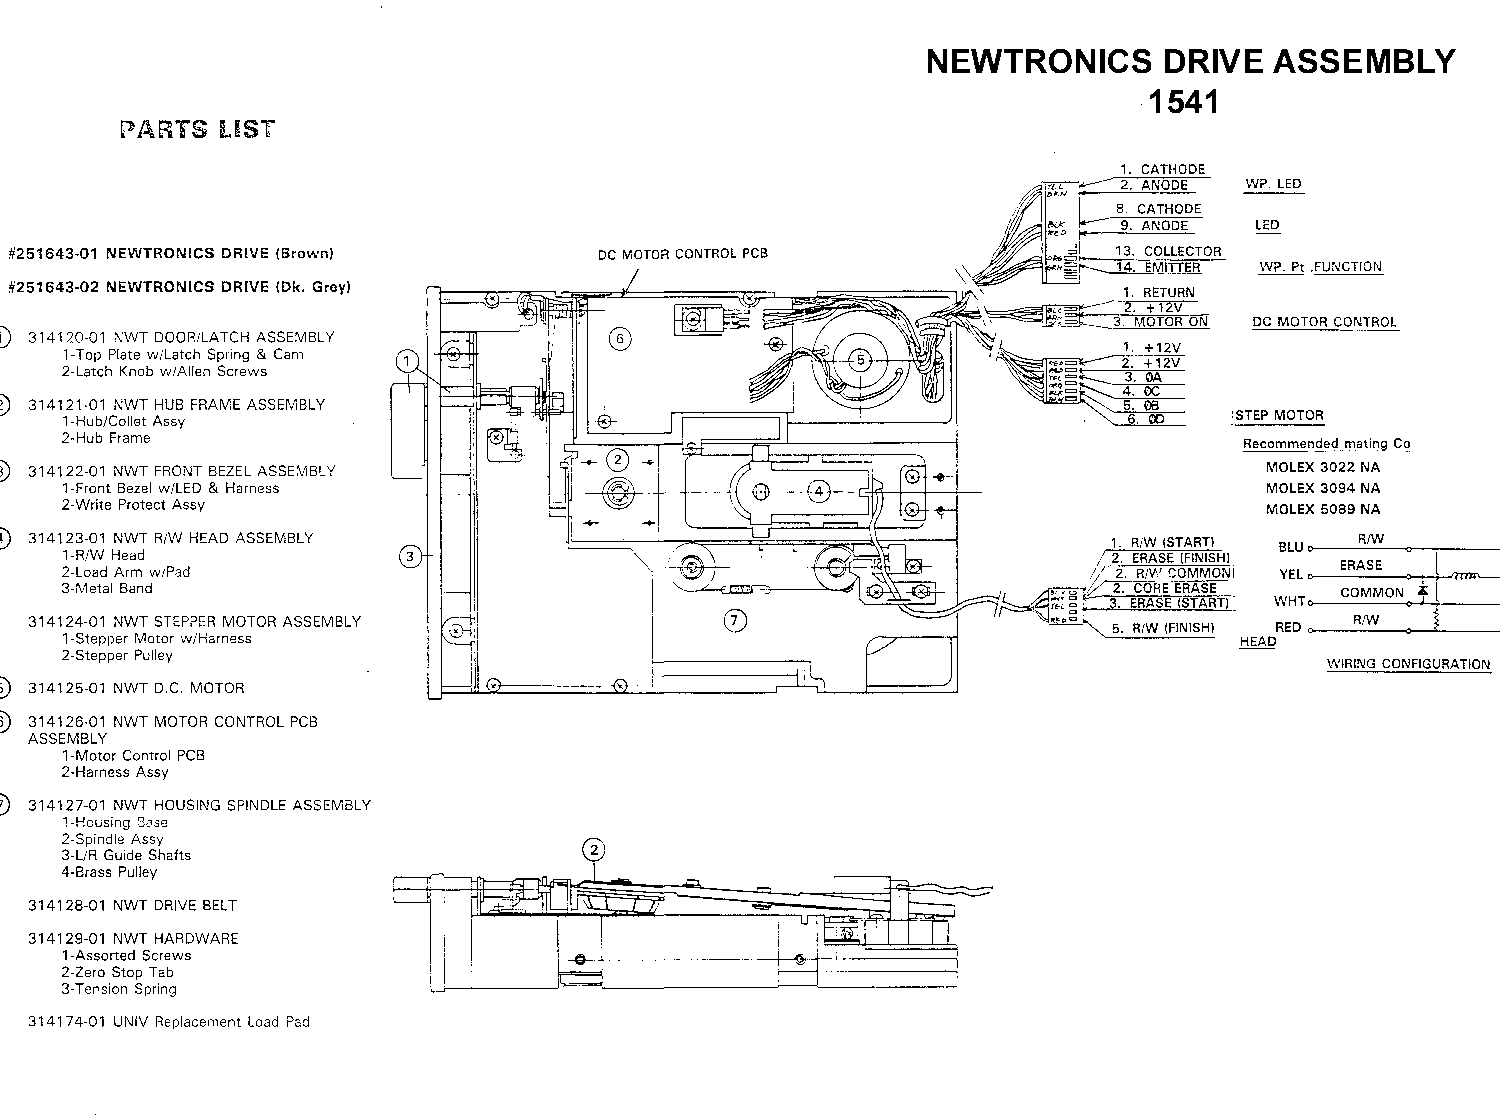 NEWTRONICS DRIVE ASSEMBLY
1541
PARTS LIST
#251643-01 NEWTRONICS DRIVE (Brown)
#251643-02 NEWTRONICS DRIVE (Dk. Grey)
314120-01 NWT DOOR/LATCH ASSEMBLY
1-Top Plate w/Latch Spring & Cam
2-Latch Knob w/Allen Screws
314121-01 NWT HUB FRAME ASSEMBLY
1-Hub/Collet Assy
2-Hub Frame
314122-01 NWT FRONT BEZEL ASSEMBLY
1-Front Bezel w/LED & Harness
2-Write Protect Assy
314123-01 NWT R/W HEAD ASSEMBLY
1-R/W Head
2-Load Arm w/Pad
3-Metal Band
314124-01 NWT STEPPER MOTOR ASSEMBLY
1-Stepper Motor w/Harness
2-Stepper Pulley
314125-01 NWT D.C. MOTOR
314126-01 NWT MOTOR CONTROL PCB
ASSEMBLY
1-Motor Control PCB
2-Harness Assy
314127-01 NWT HOUSING SPINDLE ASSEMBLY
1-Housing Base
2-Spindle Assy
3-L/R Guide Shafts
4-Brass Pulley
314128-01 NWT DRIVE BELT
314129-01 NWT HARDWARE
1-Assorted Screws
2-Zero Stop Tab
3-Tension Spring
314174-01 UNIV Replacement Load Pad
DC MOTOR CONTROL PCB
1
2
3
4
5
6
7
2
1. CATHODE
2. ANODE
WP. LED
8. CATHODE
9. ANODE
LED
13. COLLECTOR
14. EMITTER
WP. Pt .FUNCTION
1. RETURN
2. +12V
3. MOTOR ON
DC MOTOR CONTROL
1. +12V
2. +12V
3. ØA
4. ØC
5. ØB
6. ØD
STEP MOTOR
Recommended mating Co
MOLEX 3022 NA
MOLEX 3094 NA
MOLEX 5089 NA
1. R/W (START)
2. ERASE (FINISH)
2. R/W COMMON)
2. CORE ERASE
3. ERASE (START)
5. R/W (FINISH)
HEAD
BLU R/W
YEL ERASE
WHT COMMON
RED R/W
WIRING CONFIGURATION